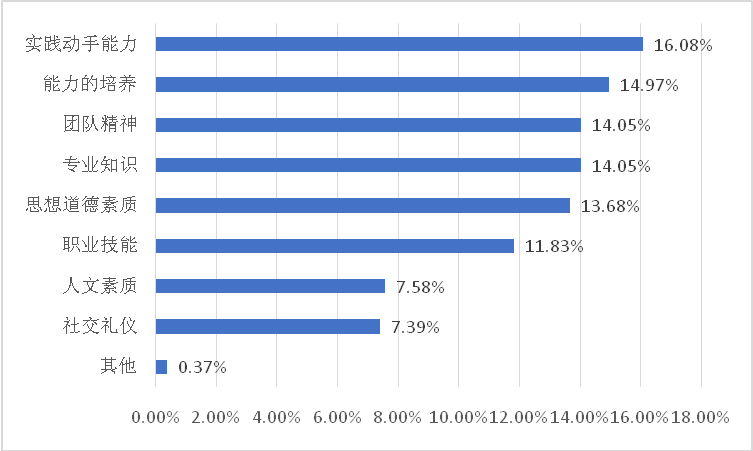 实践动手能力 16.08%
能力的培养 14.97%
团队精神 14.05%
专业知识 14.05%
思想道德素质 13.68%
职业技能 11.83%
人文素质 7.58%
社交礼仪 7.39%
其他 0.37%
0.00% 2.00% 4.00% 6.00% 8.00% 10.00% 12.00% 14.00% 16.00% 18.00%